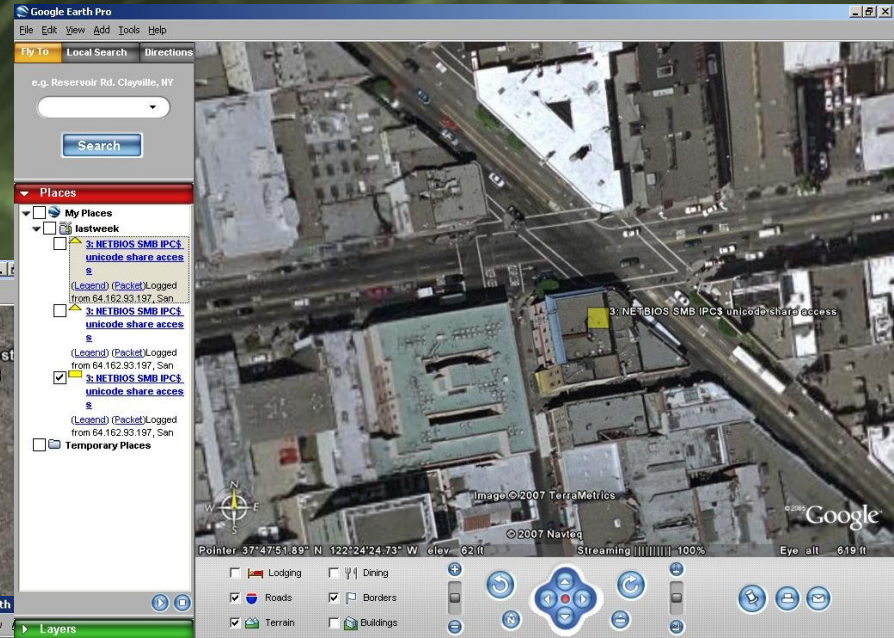 Google Earth Pro
File Edit View Add Tools Help
Fly To Local Search Directions
e.g. Reservoir Rd. Clayville, NY
Search
Places
My Places
lastweek
3: NETBIOS SMB IPC$
unicode share acces
s
(Legend) (Packet)Logged
from 64.162.93.197, San
3: NETBIOS SMB IPC$
unicode share acces
s
(Legend) (Packet)Logged
from 64.162.93.197, San
3: NETBIOS SMB IPC$
unicode share acces
s
(Legend) (Packet)Logged
from 64.162.93.197, San
Temporary Places
Layers
3: NETBIOS SMB IPC$ unicode share access
N
W E
S
Image © 2007 TerraMetrics
© 2007 Navteq
Google
Pointer 37°47'51.89" N 122°24'24.73" W elev 62 ft Streaming |||||||||| 100% Eye alt 619 ft
Lodging Dining
Roads Borders
Terrain Buildings
N